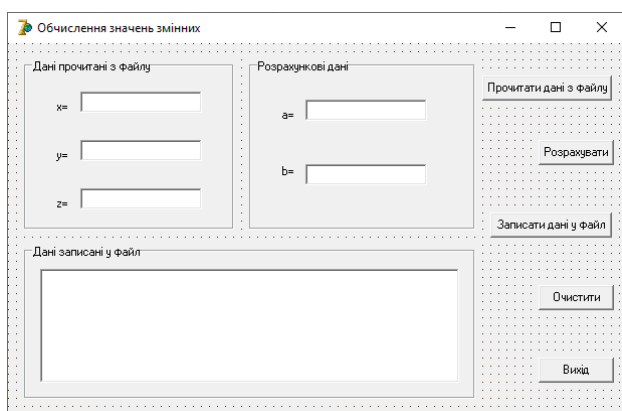 Обчислення значень змінних
Дані прочитані з файлу
x=
y=
z=
Розрахункові дані
a=
b=
Прочитати дані з файлу
Розрахувати
Записати дані у файл
Дані записані у файл
Очистити
Вихід